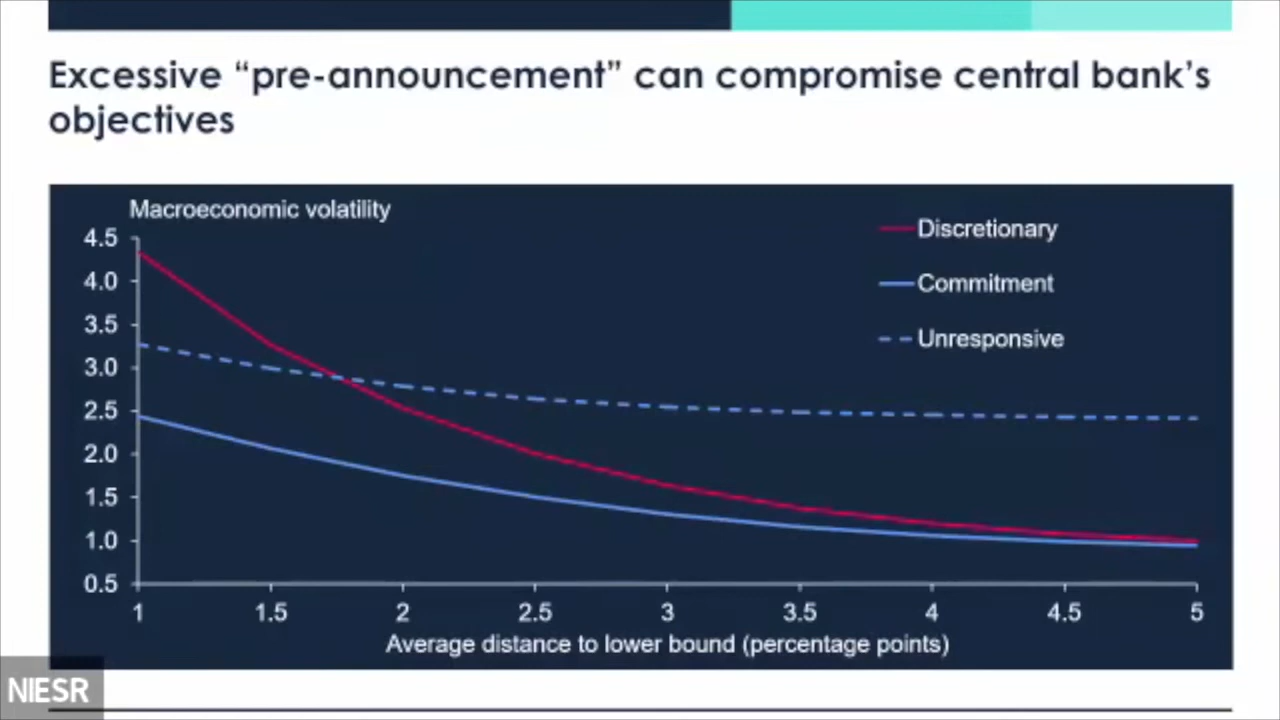 Excessive “pre-announcement” can compromise central bank’s
objectives
Macroeconomic volatility
4.5
4.0
3.5
3.0
2.5
2.0
1.5
1.0
0.5
Discretionary
Commitment
Unresponsive
1 1.5 2 2.5 3 3.5 4 4.5 5
Average distance to lower bound (percentage points)
NIESR